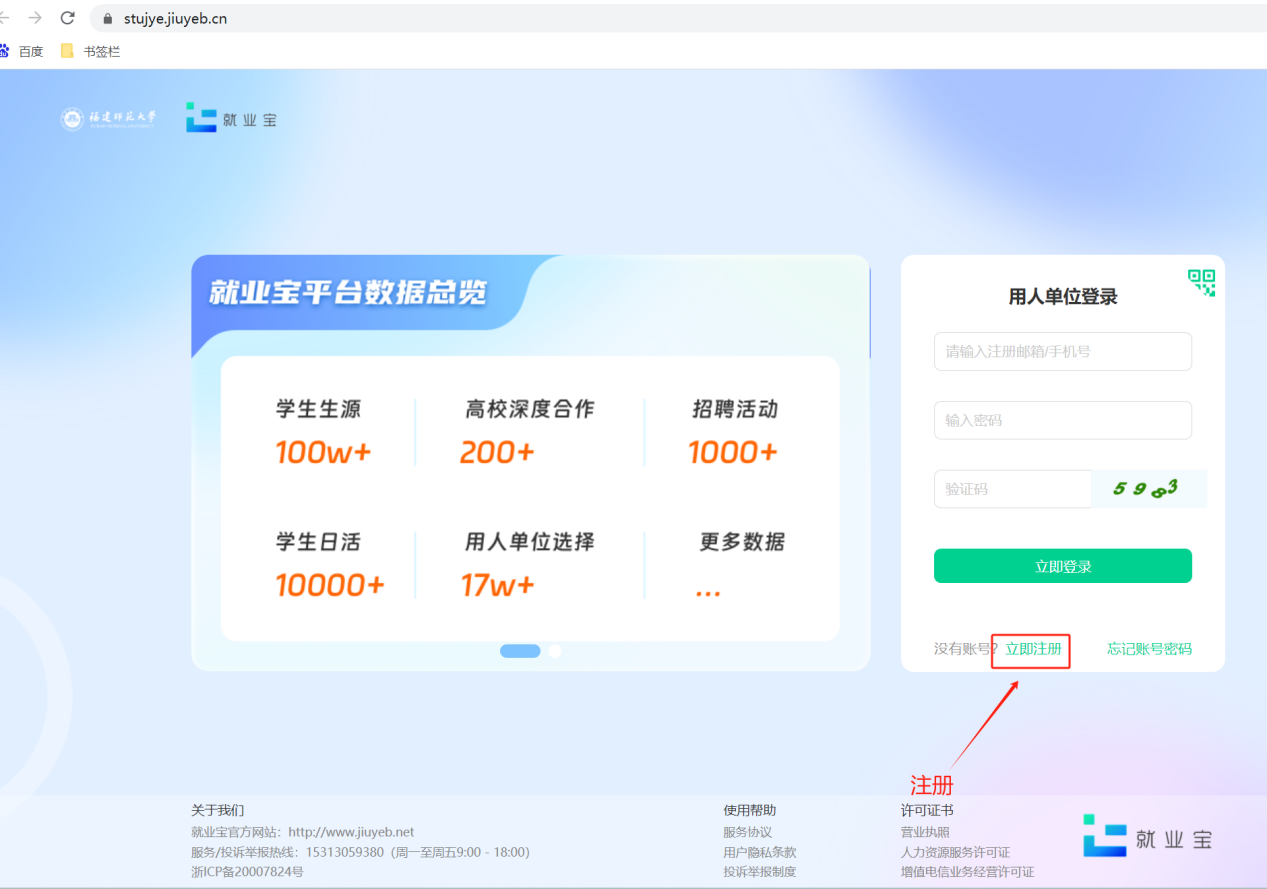 stujye.jiuyeb.cn
百度
书签栏
福建师范大学
就业宝
就业宝平台数据总览
学生生源
100w+
高校深度合作
200+
招聘活动
1000+
学生日活
10000+
用人单位选择
17w+
更多数据
...
用人单位登录
请输入注册邮箱/手机号
输入密码
验证码
5983
立即登录
没有账号? 立即注册
忘记账号密码
注册
关于我们
就业宝官方网站：http://www.jiuyeb.net
服务/投诉举报热线：15313059380（周一至周五9:00 - 18:00）
浙ICP备20007824号
使用帮助
服务协议
用户隐私条款
投诉举报制度
许可证书
营业执照
人力资源服务许可证
增值电信业务经营许可证
就业宝